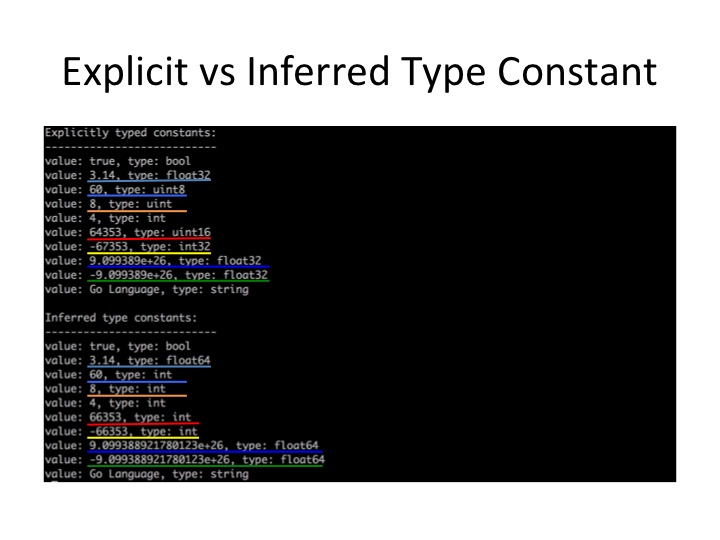 Explicit vs Inferred Type Constant
Explicitly typed constants:
---------------------------
value: true, type: bool
value: 3.14, type: float32
value: 60, type: uint8
value: 8, type: uint
value: 4, type: int
value: 64353, type: uint16
value: -67353, type: int32
value: 9.099389e+26, type: float32
value: -9.099389e+26, type: float32
value: Go Language, type: string
Inferred type constants:
---------------------------
value: true, type: bool
value: 3.14, type: float64
value: 60, type: int
value: 8, type: int
value: 4, type: int
value: 66353, type: int
value: -66353, type: int
value: 9.099388921780123e+26, type: float64
value: -9.099388921780123e+26, type: float64
value: Go Language, type: string